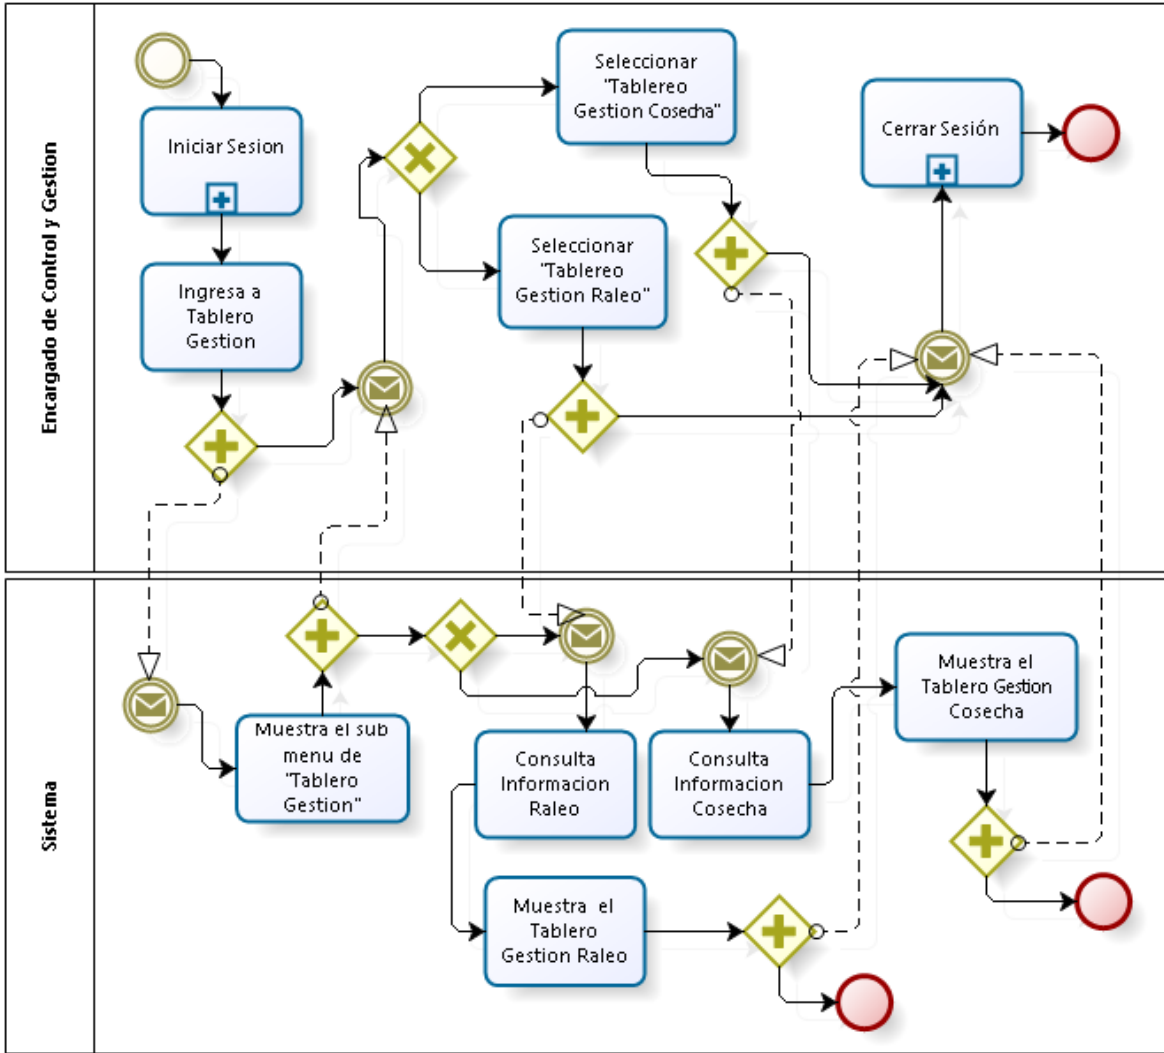 Encargado de Control y Gestion
Iniciar Sesion
Ingresa a
Tablero
Gestion
Seleccionar
"Tablereo
Gestion Cosecha"
Seleccionar
"Tablereo
Gestion Raleo"
Cerrar Sesión
Sistema
Muestra el sub
menu de
"Tablero
Gestion"
Consulta
Informacion
Raleo
Consulta
Informacion
Cosecha
Muestra el
Tablero Gestion
Cosecha
Muestra el
Tablero
Gestion Raleo